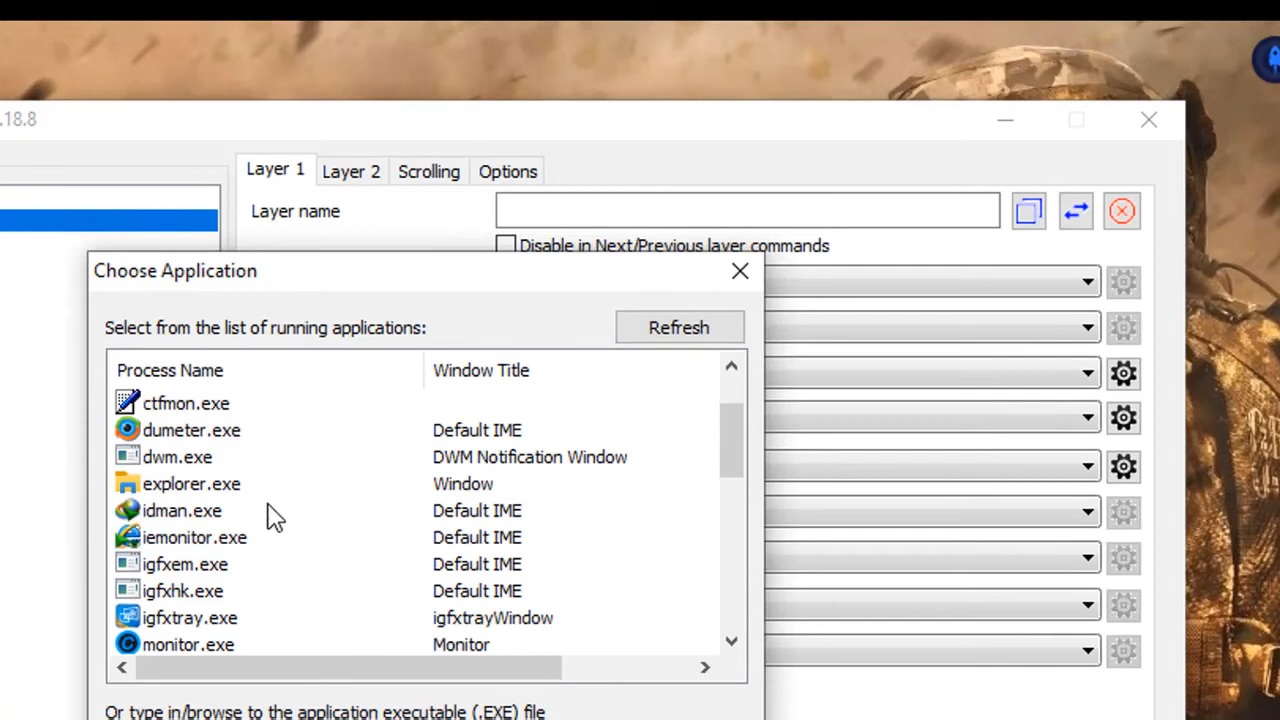 .18.8
Layer 1 Layer 2 Scrolling Options
Layer name
Disable in Next/Previous layer commands
Choose Application
Select from the list of running applications: Refresh
Process Name Window Title
ctfmon.exe
dumeter.exe Default IME
dwm.exe DWM Notification Window
explorer.exe Window
idman.exe Default IME
iemonitor.exe Default IME
igfxem.exe Default IME
igfxhk.exe Default IME
igfxtray.exe igfxtrayWindow
monitor.exe Monitor
Or type in/browse to the application executable (.EXE) file